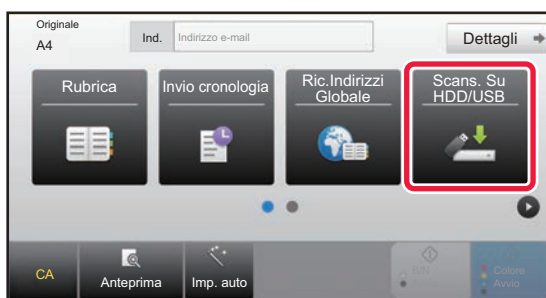 Originale
A4
Ind.
Indirizzo e-mail
Dettagli
Rubrica
Invio cronologia
Ric.Indirizzi
Globale
Scans. Su
HDD/USB
CA
Anteprima
Imp. auto
Colore
Avvio